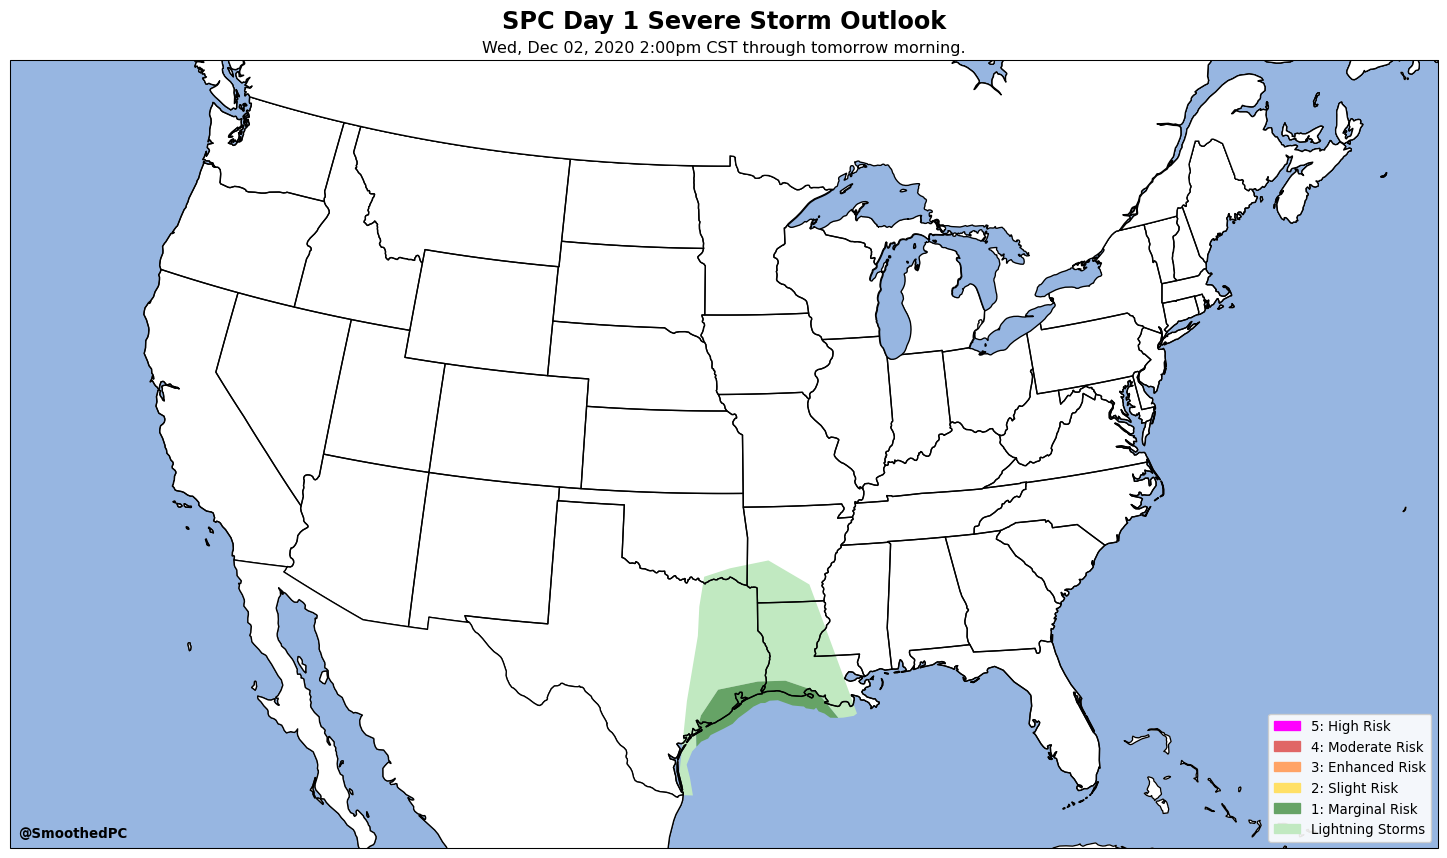 SPC Day 1 Severe Storm Outlook
Wed, Dec 02, 2020 2:00pm CST through tomorrow morning.
5: High Risk
4: Moderate Risk
3: Enhanced Risk
2: Slight Risk
1: Marginal Risk
Lightning Storms
@SmoothedPC